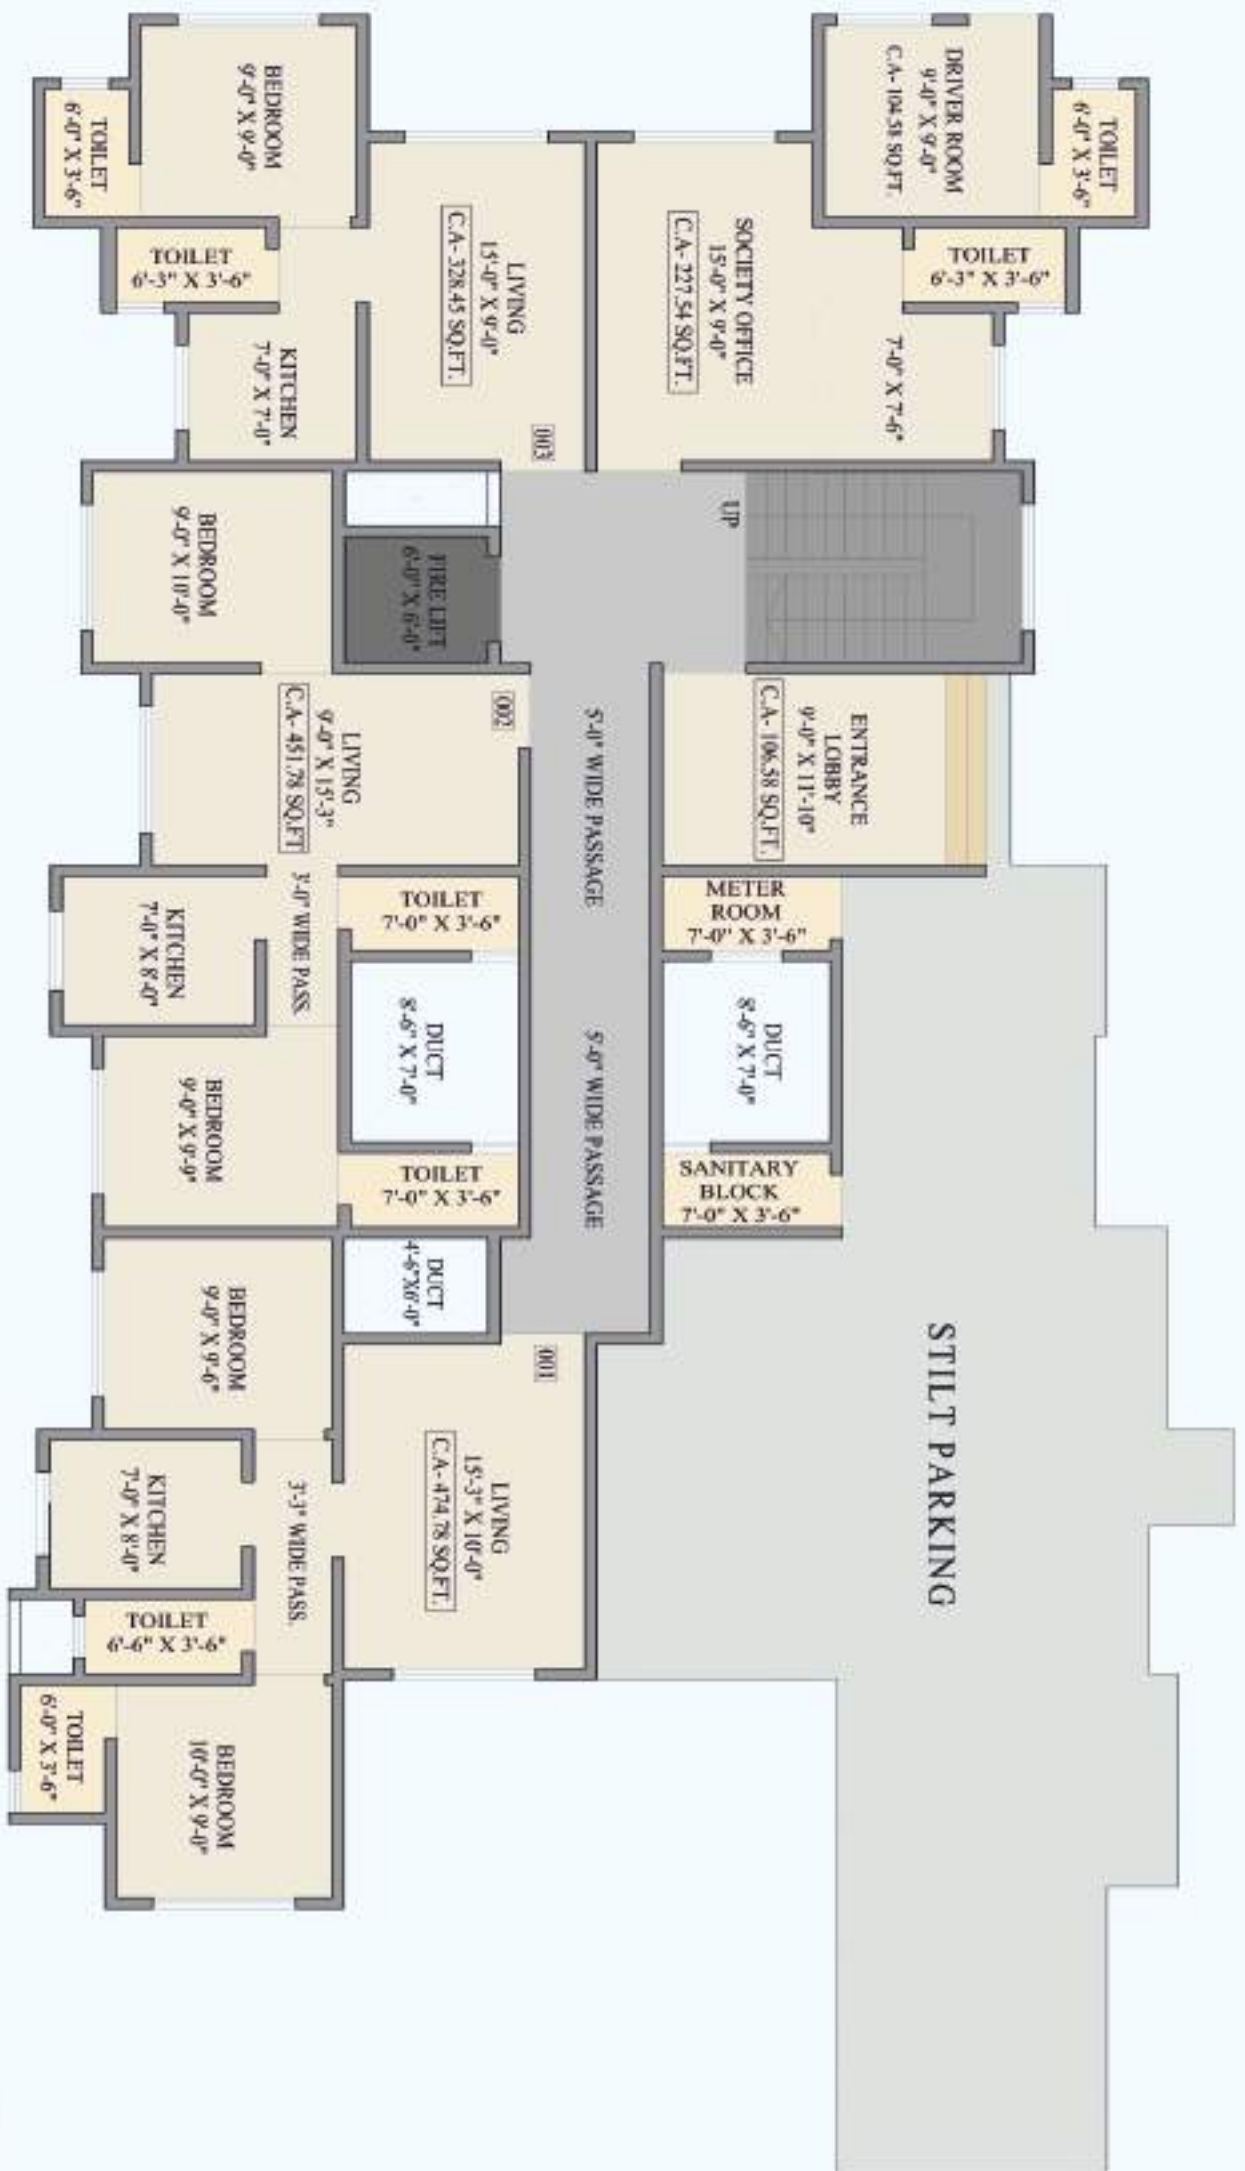 BEDROOM
9'-0" X 9'-0"
TOILET
6'-0" X 3'-6"
TOILET
6'-3" X 3'-6"
KITCHEN
7'-0" X 7'-0"
LIVING
15'-0" X 9'-0"
C.A- 328.45 SQ.FT.
003
DRIVER ROOM
9'-0" X 9'-0"
C.A- 104.58 SQ.FT.
TOILET
6'-0" X 3'-6"
TOILET
6'-3" X 3'-6"
SOCIETY OFFICE
15'-0" X 9'-0"
C.A- 227.54 SQ.FT.
7'-0" X 7'-6"
UP
FIRE LIFT
6'-0" X 6'-0"
BEDROOM
9'-0" X 10'-0"
002
LIVING
9'-0" X 15'-3"
C.A- 451.78 SQ.FT
5'-0" WIDE PASSAGE
ENTRANCE
LOBBY
9'-0" X 11'-10"
C.A- 106.58 SQ.FT.
KITCHEN
7'-0" X 8'-0"
3'-0" WIDE PASS.
TOILET
7'-0" X 3'-6"
METER
ROOM
7'-0" X 3'-6"
DUCT
8'-6" X 7'-0"
DUCT
8'-6" X 7'-0"
5'-0" WIDE PASSAGE
BEDROOM
9'-0" X 9'-9"
TOILET
7'-0" X 3'-6"
SANITARY
BLOCK
7'-0" X 3'-6"
DUCT
4'-6"X6'-0"
BEDROOM
9'-0" X 9'-6"
001
LIVING
15'-3" X 10'-0"
C.A- 474.78 SQ.FT.
STILT PARKING
KITCHEN
7'-0" X 8'-0"
3'-3" WIDE PASS.
TOILET
6'-6" X 3'-6"
TOILET
6'-0" X 3'-6"
BEDROOM
10'-0" X 9'-0"